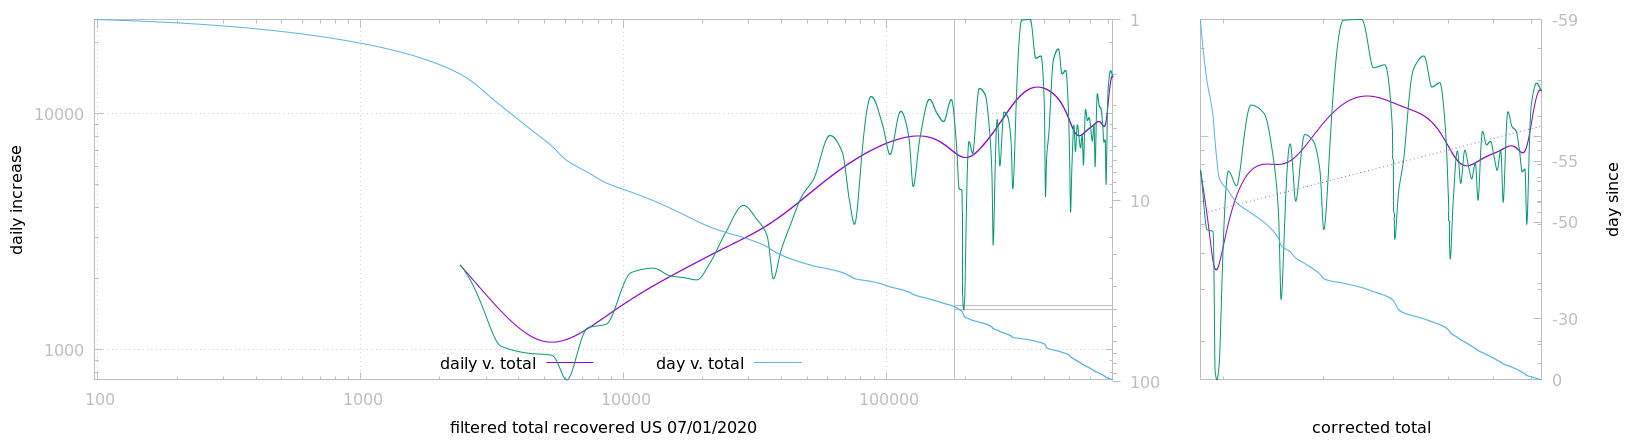 1
-59
10000
daily increase
-55
day since
10
-50
-30
1000
daily v. total
day v. total
100
0
100
1000
10000
100000
filtered total recovered US 07/01/2020
corrected total